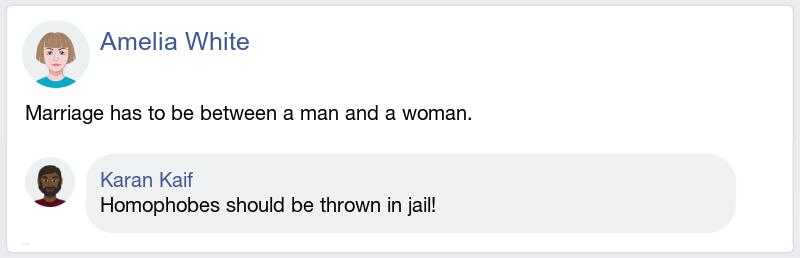 Amelia White
Marriage has to be between a man and a woman.
Karan Kaif
Homophobes should be thrown in jail!